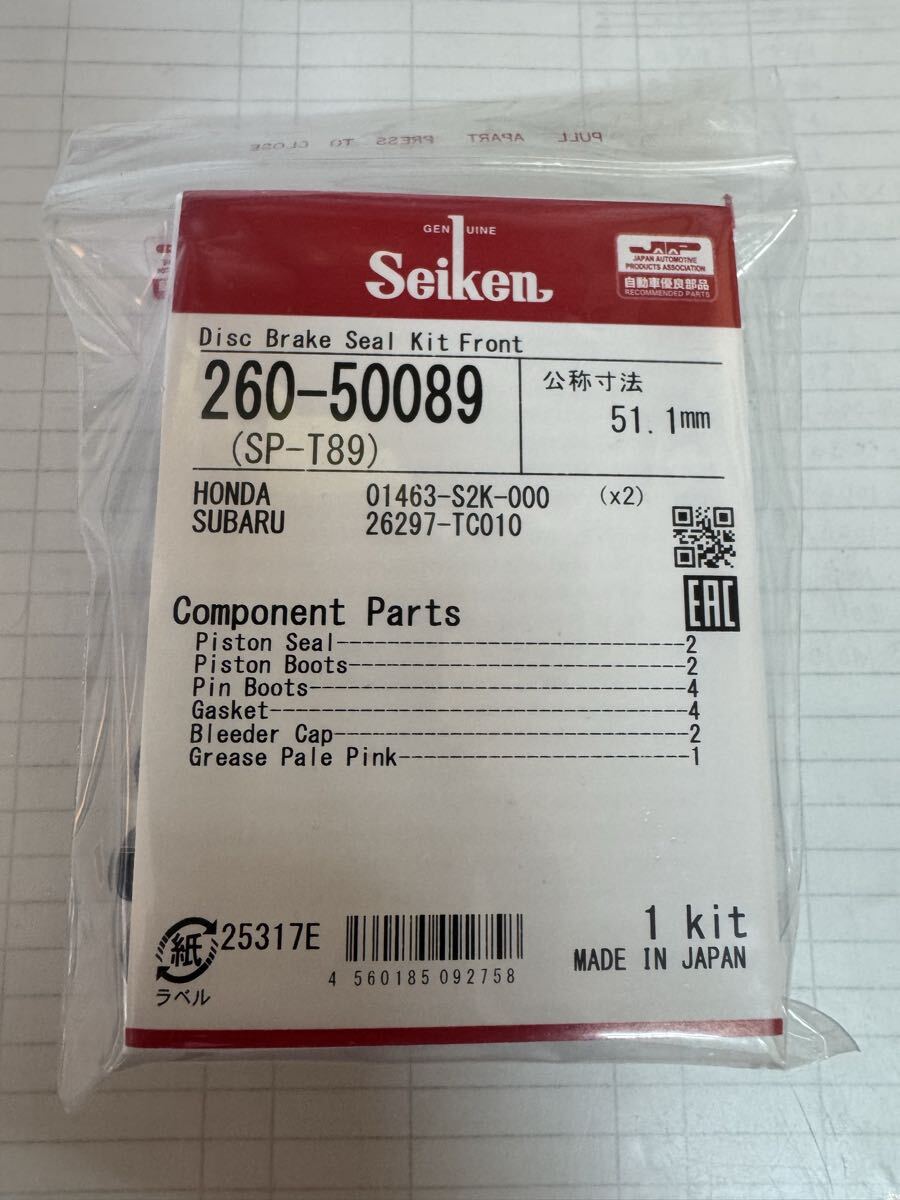 PULL APART PRESS TO CLOSE
GENUINE
Seiken
JAAP
JAPAN AUTOMOTIVE
PRODUCTS ASSOCIATION
自動車優良部品
RECOMMENDED PARTS
Disc Brake Seal Kit Front
260-50089
(SP-T89)
公称寸法
51.1mm
HONDA 01463-S2K-000 (x2)
SUBARU 26297-TC010
EAC
Component Parts
Piston Seal------------------------2
Piston Boots-----------------------2
Pin Boots--------------------------4
Gasket-----------------------------4
Bleeder Cap------------------------2
Grease Pale Pink-------------------1
紙
ラベル
25317E
4 560185 092758
1 kit
MADE IN JAPAN